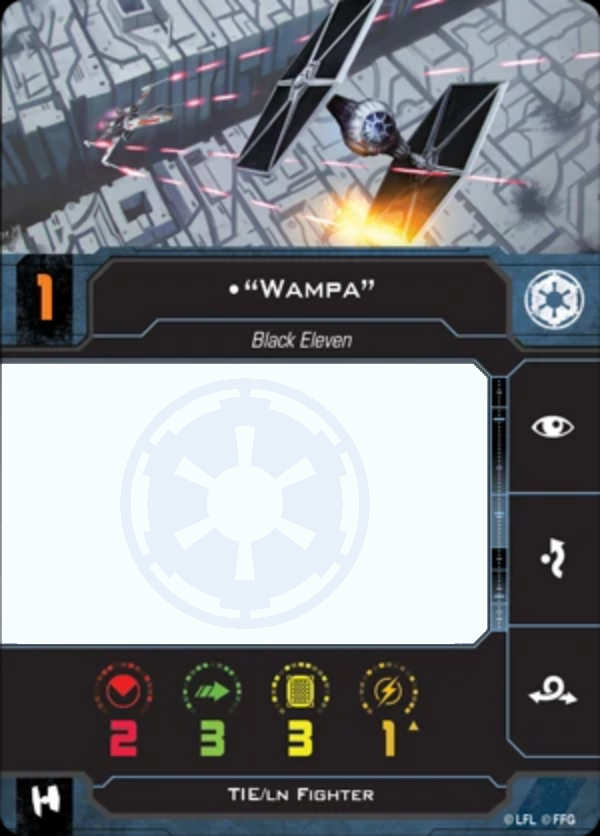 1
•“Wampa”
Black Eleven
2 3 3 1
TIE/ln Fighter
© LFL © FFG